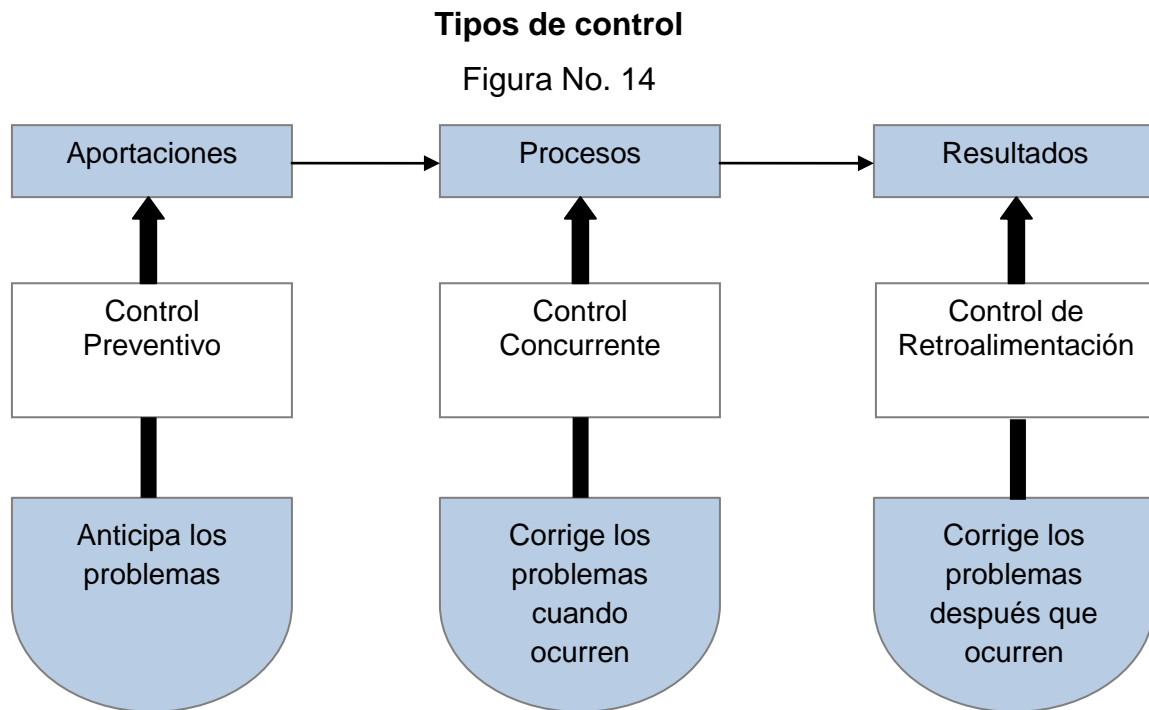 Tipos de control
Figura No. 14
Aportaciones
Procesos
Resultados
Control
Preventivo
Control
Concurrente
Control de
Retroalimentación
Anticipa los
problemas
Corrige los
problemas
cuando
ocurren
Corrige los
problemas
después que
ocurren